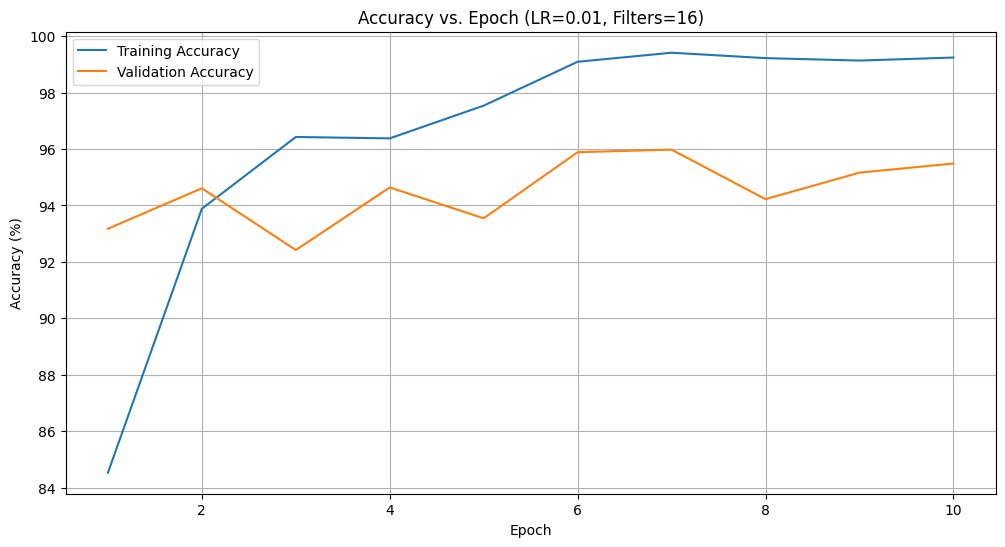 Accuracy vs. Epoch (LR=0.01, Filters=16)
Training Accuracy
Validation Accuracy
Accuracy (%)
100
98
96
94
92
90
88
86
84
2 4 6 8 10
Epoch